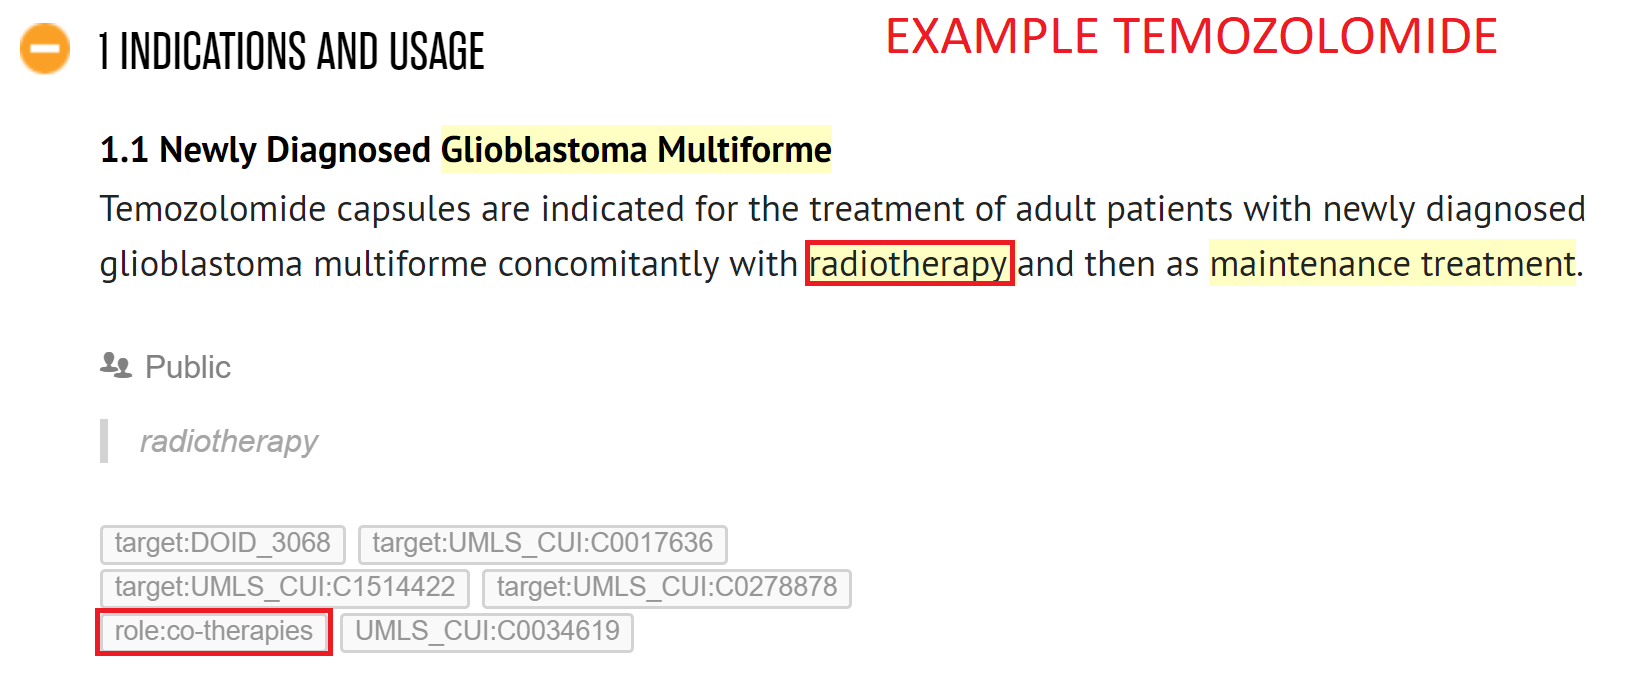 1 INDICATIONS AND USAGE
EXAMPLE TEMOZOLOMIDE
1.1 Newly Diagnosed Glioblastoma Multiforme
Temozolomide capsules are indicated for the treatment of adult patients with newly diagnosed
glioblastoma multiforme concomitantly with radiotherapy and then as maintenance treatment.
Public
radiotherapy
target:DOID_3068 target:UMLS_CUI:C0017636
target:UMLS_CUI:C1514422 target:UMLS_CUI:C0278878
role:co-therapies UMLS_CUI:C0034619